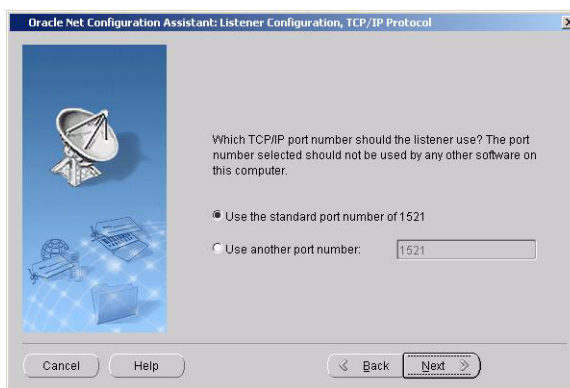 Oracle Net Configuration Assistant: Listener Configuration, TCP/IP Protocol
Which TCP/IP port number should the listener use? The port
number selected should not be used by any other software on
this computer.
Use the standard port number of 1521
Use another port number:
1521
Cancel
Help
Back
Next